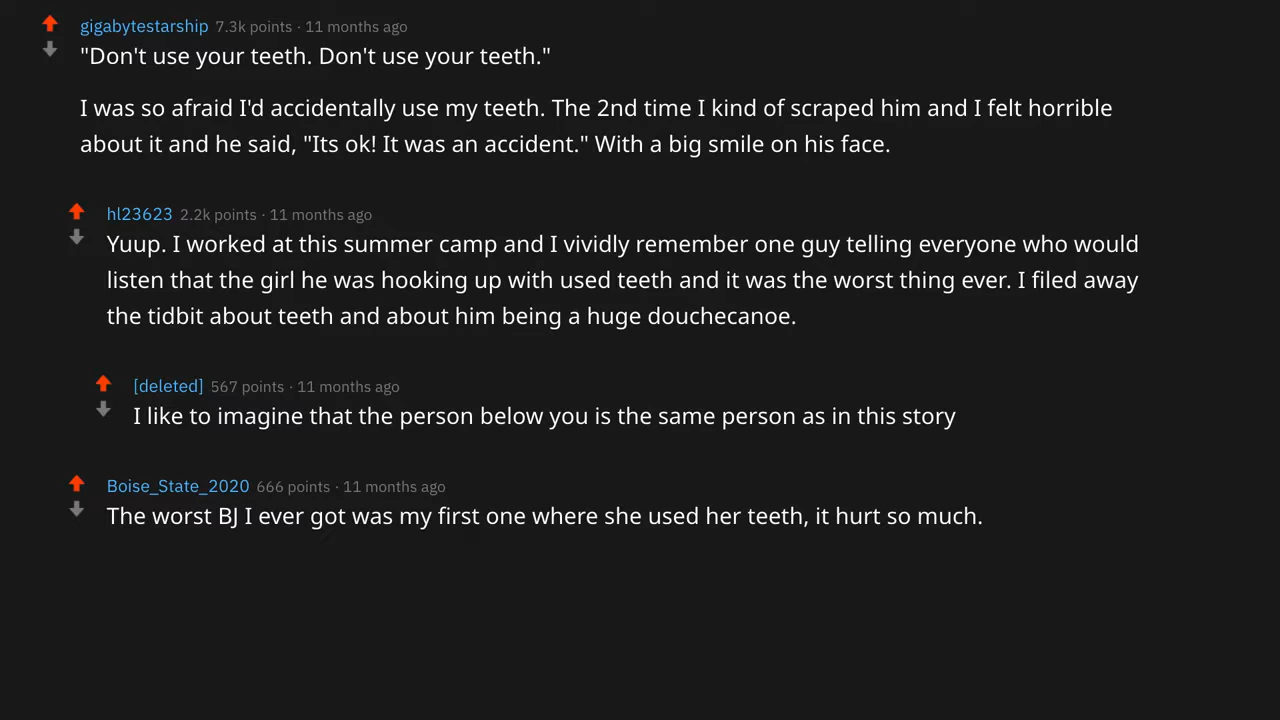 gigabytestarship 7.3k points · 11 months ago
"Don't use your teeth. Don't use your teeth."
I was so afraid I'd accidentally use my teeth. The 2nd time I kind of scraped him and I felt horrible
about it and he said, "Its ok! It was an accident." With a big smile on his face.
hl23623 2.2k points · 11 months ago
Yuup. I worked at this summer camp and I vividly remember one guy telling everyone who would
listen that the girl he was hooking up with used teeth and it was the worst thing ever. I filed away
the tidbit about teeth and about him being a huge douchecanoe.
[deleted] 567 points · 11 months ago
I like to imagine that the person below you is the same person as in this story
Boise_State_2020 666 points · 11 months ago
The worst BJ I ever got was my first one where she used her teeth, it hurt so much.